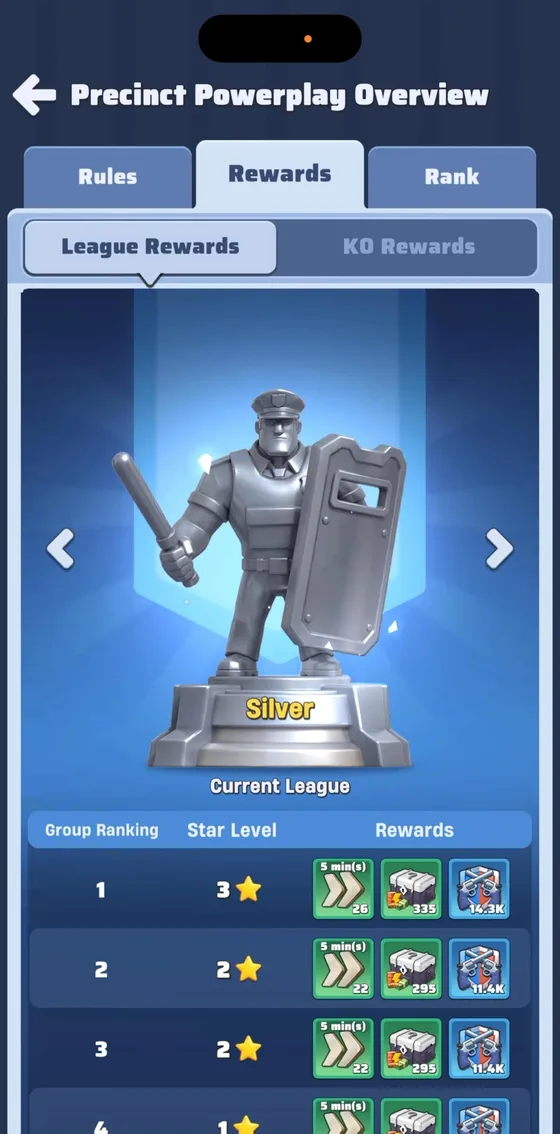 Precinct Powerplay Overview
Rules Rewards Rank
League Rewards KO Rewards
Silver
Current League
Group Ranking Star Level Rewards
1 3 5 min(s) 26 335 14.3K
2 2 5 min(s) 22 295 11.4K
3 2 5 min(s) 22 295 11.4K
4 1 5 min(s)